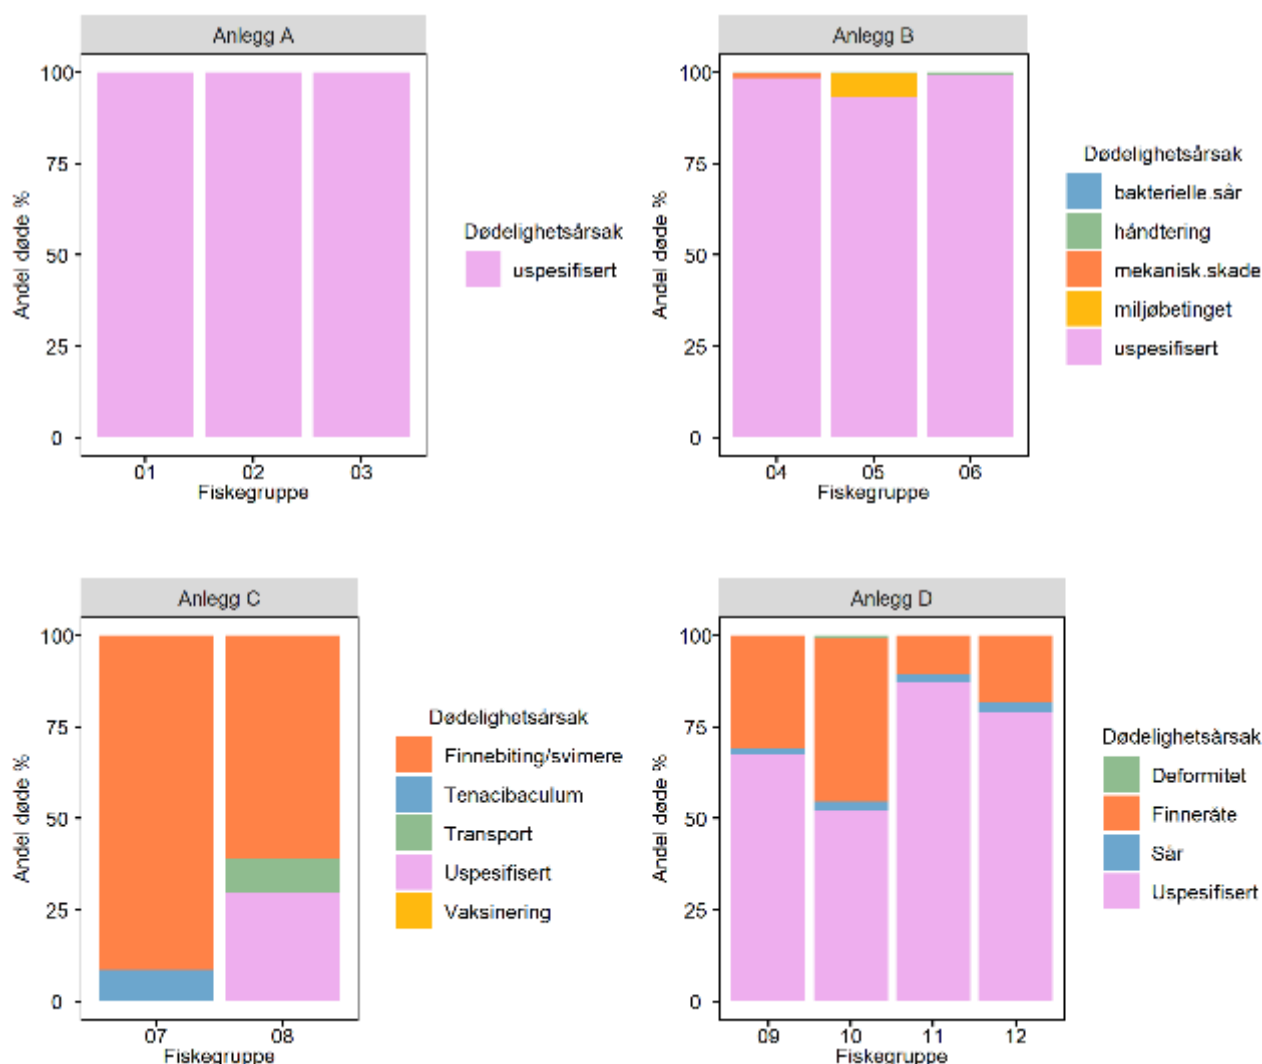 Anlegg A
100
75
50
25
0
Andel døde %
01 02 03
Fiskegruppe
Dødelighetsårsak
uspesifisert
Anlegg B
100
75
50
25
0
Andel døde %
04 05 06
Fiskegruppe
Dødelighetsårsak
bakterielle.sår
håndtering
mekanisk.skade
miljøbetinget
uspesifisert
Anlegg C
100
75
50
25
0
Andel døde %
07 08
Fiskegruppe
Dødelighetsårsak
Finnebiting/svimere
Tenacibaculum
Transport
Uspesifisert
Vaksinering
Anlegg D
100
75
50
25
0
Andel døde %
09 10 11 12
Fiskegruppe
Dødelighetsårsak
Deformitet
Finneråte
Sår
Uspesifisert